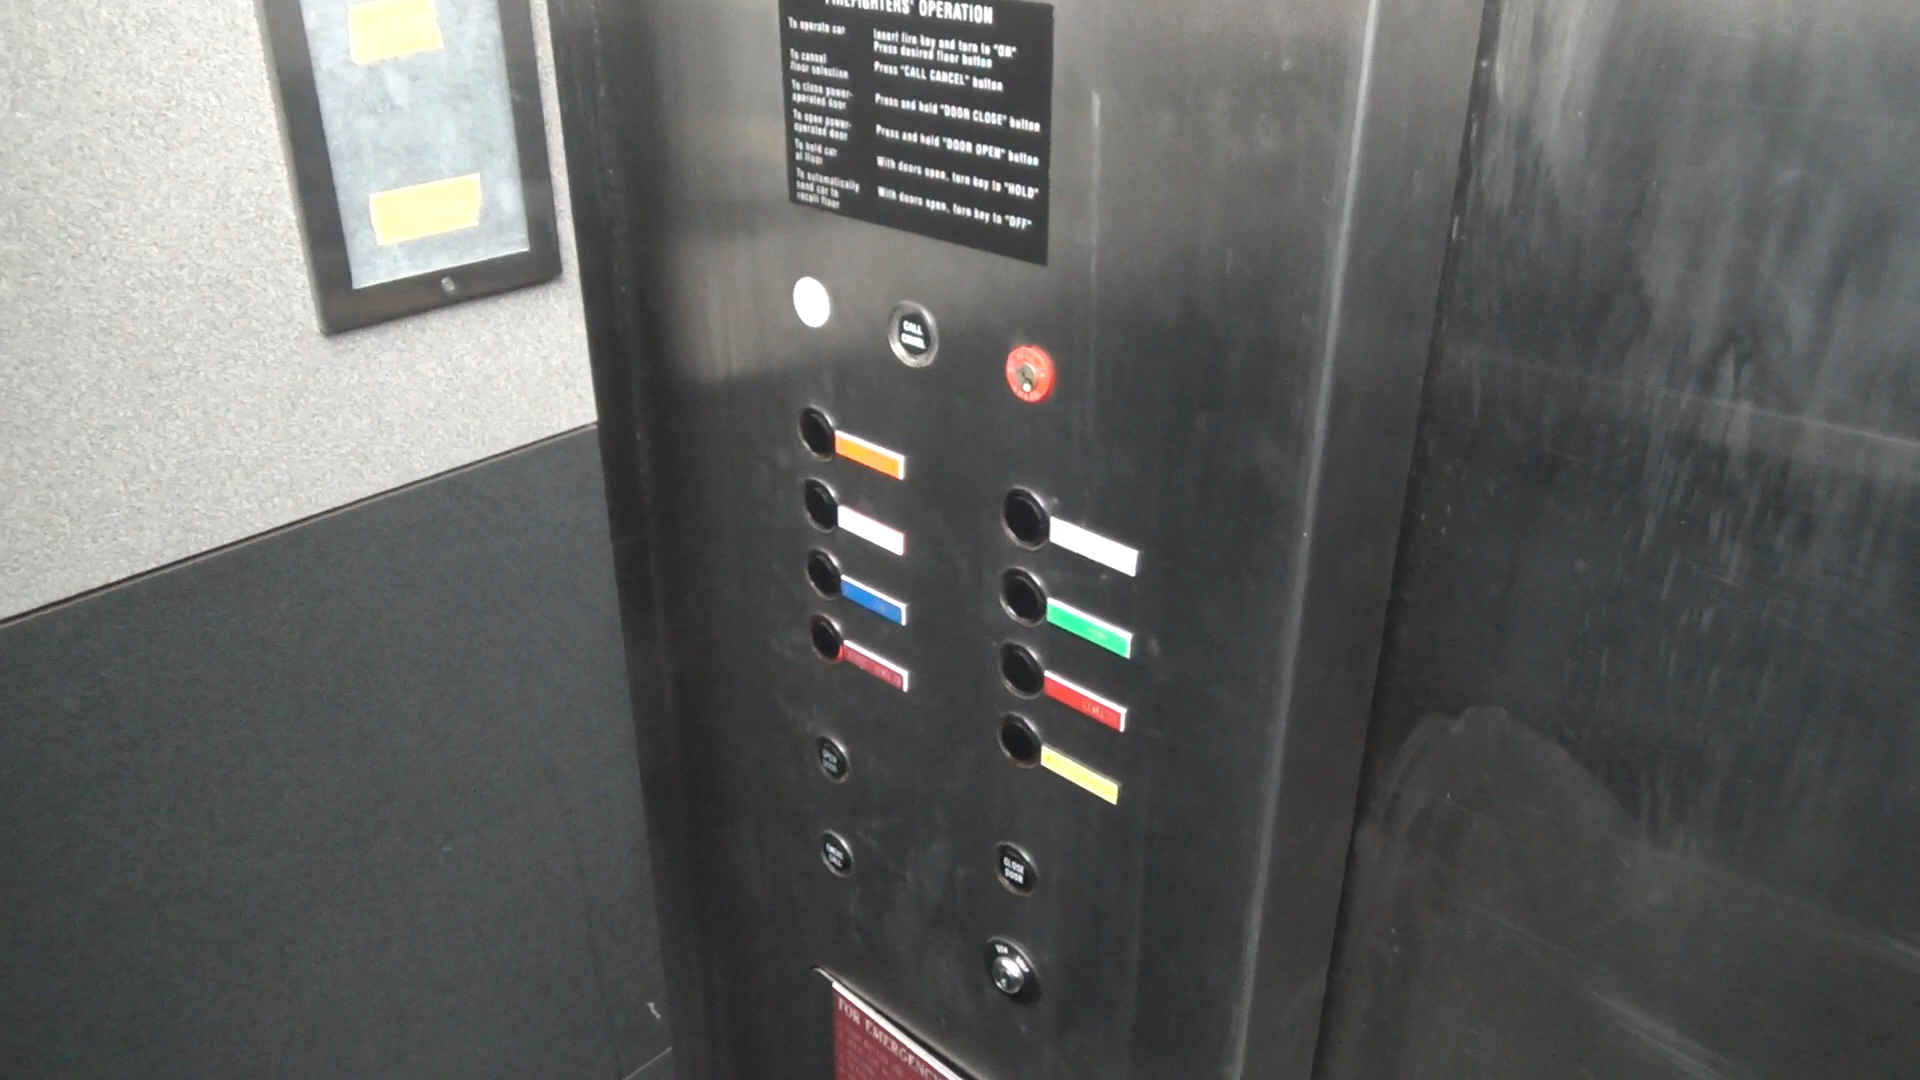 FIREFIGHTERS' OPERATION
To operate car
Insert fire key and turn to "ON"
Press desired floor button
To cancel
floor selection
Press "CALL CANCEL" button
To close power-
operated door
Press and hold "DOOR CLOSE" button
To open power-
operated door
Press and hold "DOOR OPEN" button
To hold car
at floor
With doors open, turn key to "HOLD"
To automatically
send car to
recall floor
With doors open, turn key to "OFF"
CALL
CANCEL
OPEN
DOOR
EMERG
CALL
CLOSE
DOOR
FOR EMERGENCY